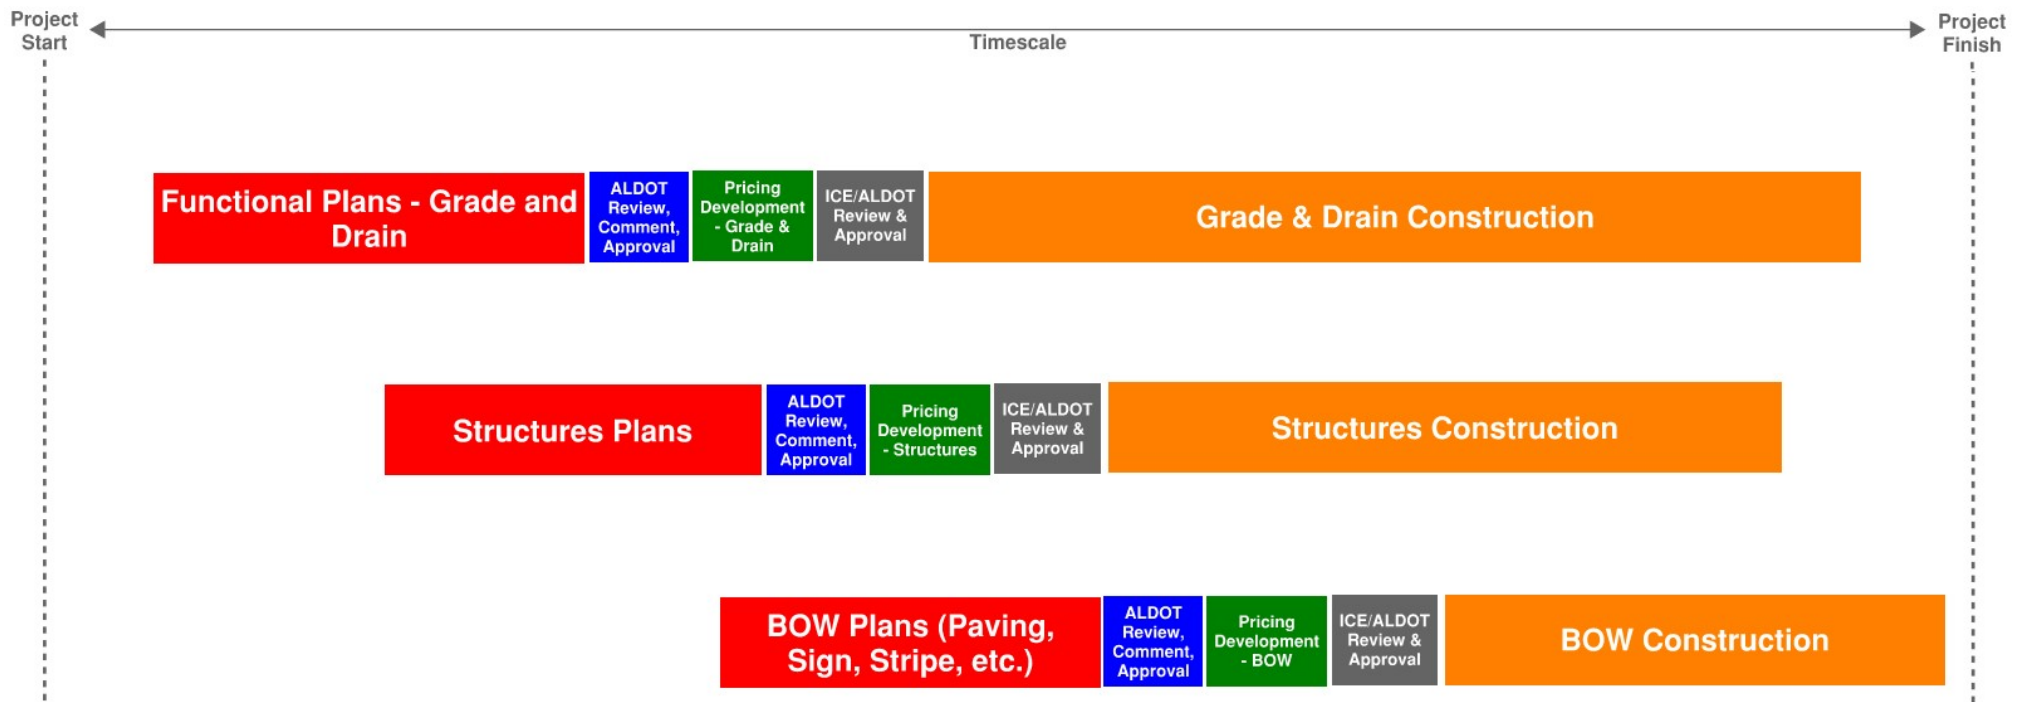 Project
Start
Timescale
Project
Finish
Functional Plans - Grade and
Drain
ALDOT
Review,
Comment,
Approval
Pricing
Development
- Grade &
Drain
ICE/ALDOT
Review &
Approval
Grade & Drain Construction
Structures Plans
ALDOT
Review,
Comment,
Approval
Pricing
Development
- Structures
ICE/ALDOT
Review &
Approval
Structures Construction
BOW Plans (Paving,
Sign, Stripe, etc.)
ALDOT
Review,
Comment,
Approval
Pricing
Development
- BOW
ICE/ALDOT
Review &
Approval
BOW Construction